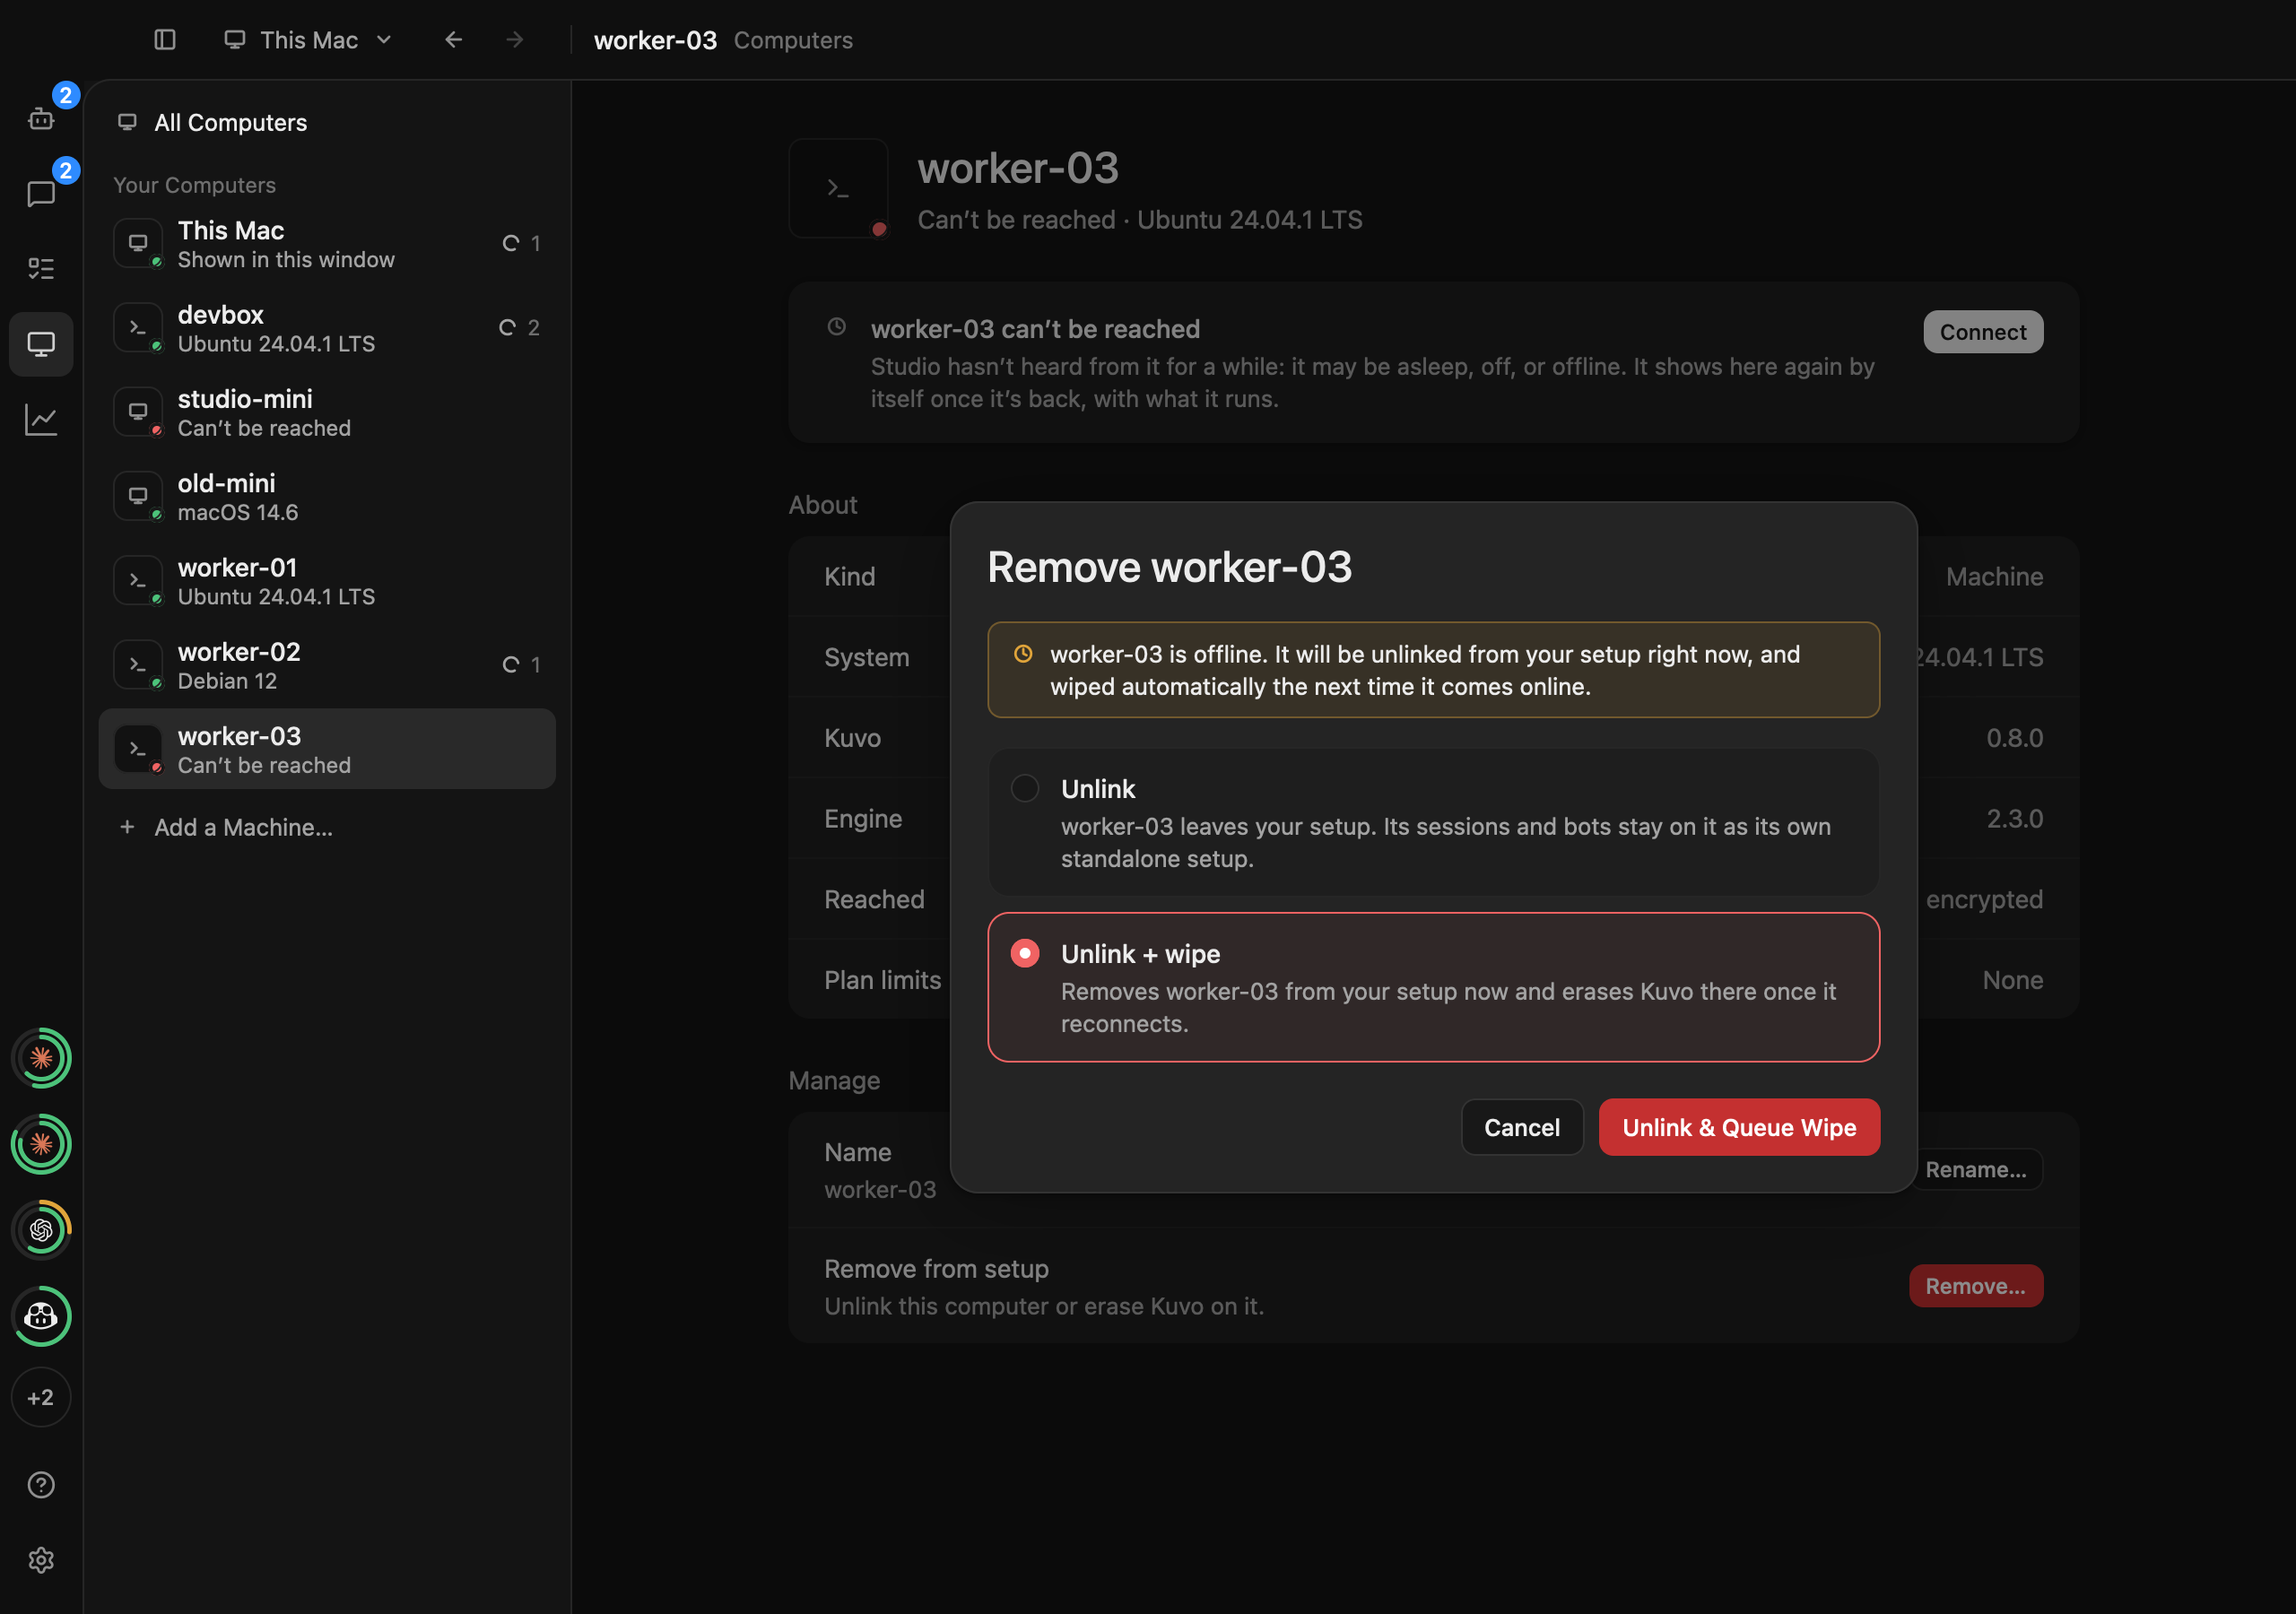 This Mac
worker-03 Computers
2
2
All Computers
Your Computers
This Mac
Shown in this window
1
devbox
Ubuntu 24.04.1 LTS
2
studio-mini
Can’t be reached
old-mini
macOS 14.6
worker-01
Ubuntu 24.04.1 LTS
worker-02
Debian 12
1
worker-03
Can’t be reached
+ Add a Machine...
+2
worker-03
Can’t be reached · Ubuntu 24.04.1 LTS
worker-03 can’t be reached
Studio hasn’t heard from it for a while: it may be asleep, off, or offline. It shows here again by
itself once it’s back, with what it runs.
Connect
About
Kind
Machine
System
24.04.1 LTS
Kuvo
0.8.0
Engine
2.3.0
Reached
encrypted
Plan limits
None
Remove worker-03
worker-03 is offline. It will be unlinked from your setup right now, and
wiped automatically the next time it comes online.
Unlink
worker-03 leaves your setup. Its sessions and bots stay on it as its own
standalone setup.
Unlink + wipe
Removes worker-03 from your setup now and erases Kuvo there once it
reconnects.
Cancel
Unlink & Queue Wipe
Manage
Name
worker-03
Rename...
Remove from setup
Unlink this computer or erase Kuvo on it.
Remove...